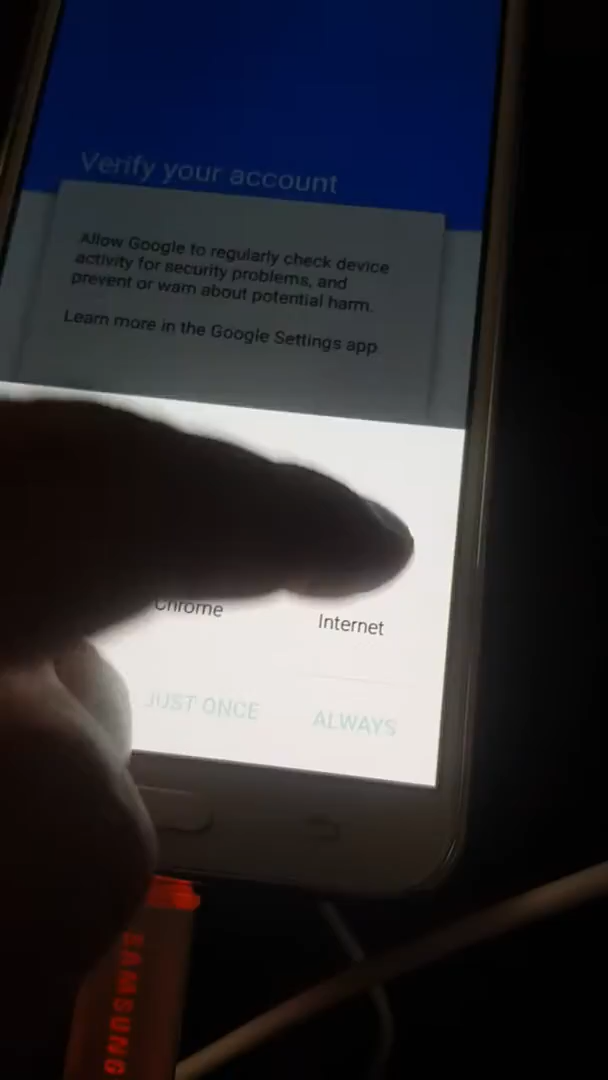 Verify your account
Allow Google to regularly check device
activity for security problems, and
prevent or warn about potential harm.
Learn more in the Google Settings app
Chrome
Internet
JUST ONCE
ALWAYS
SAMSUNG